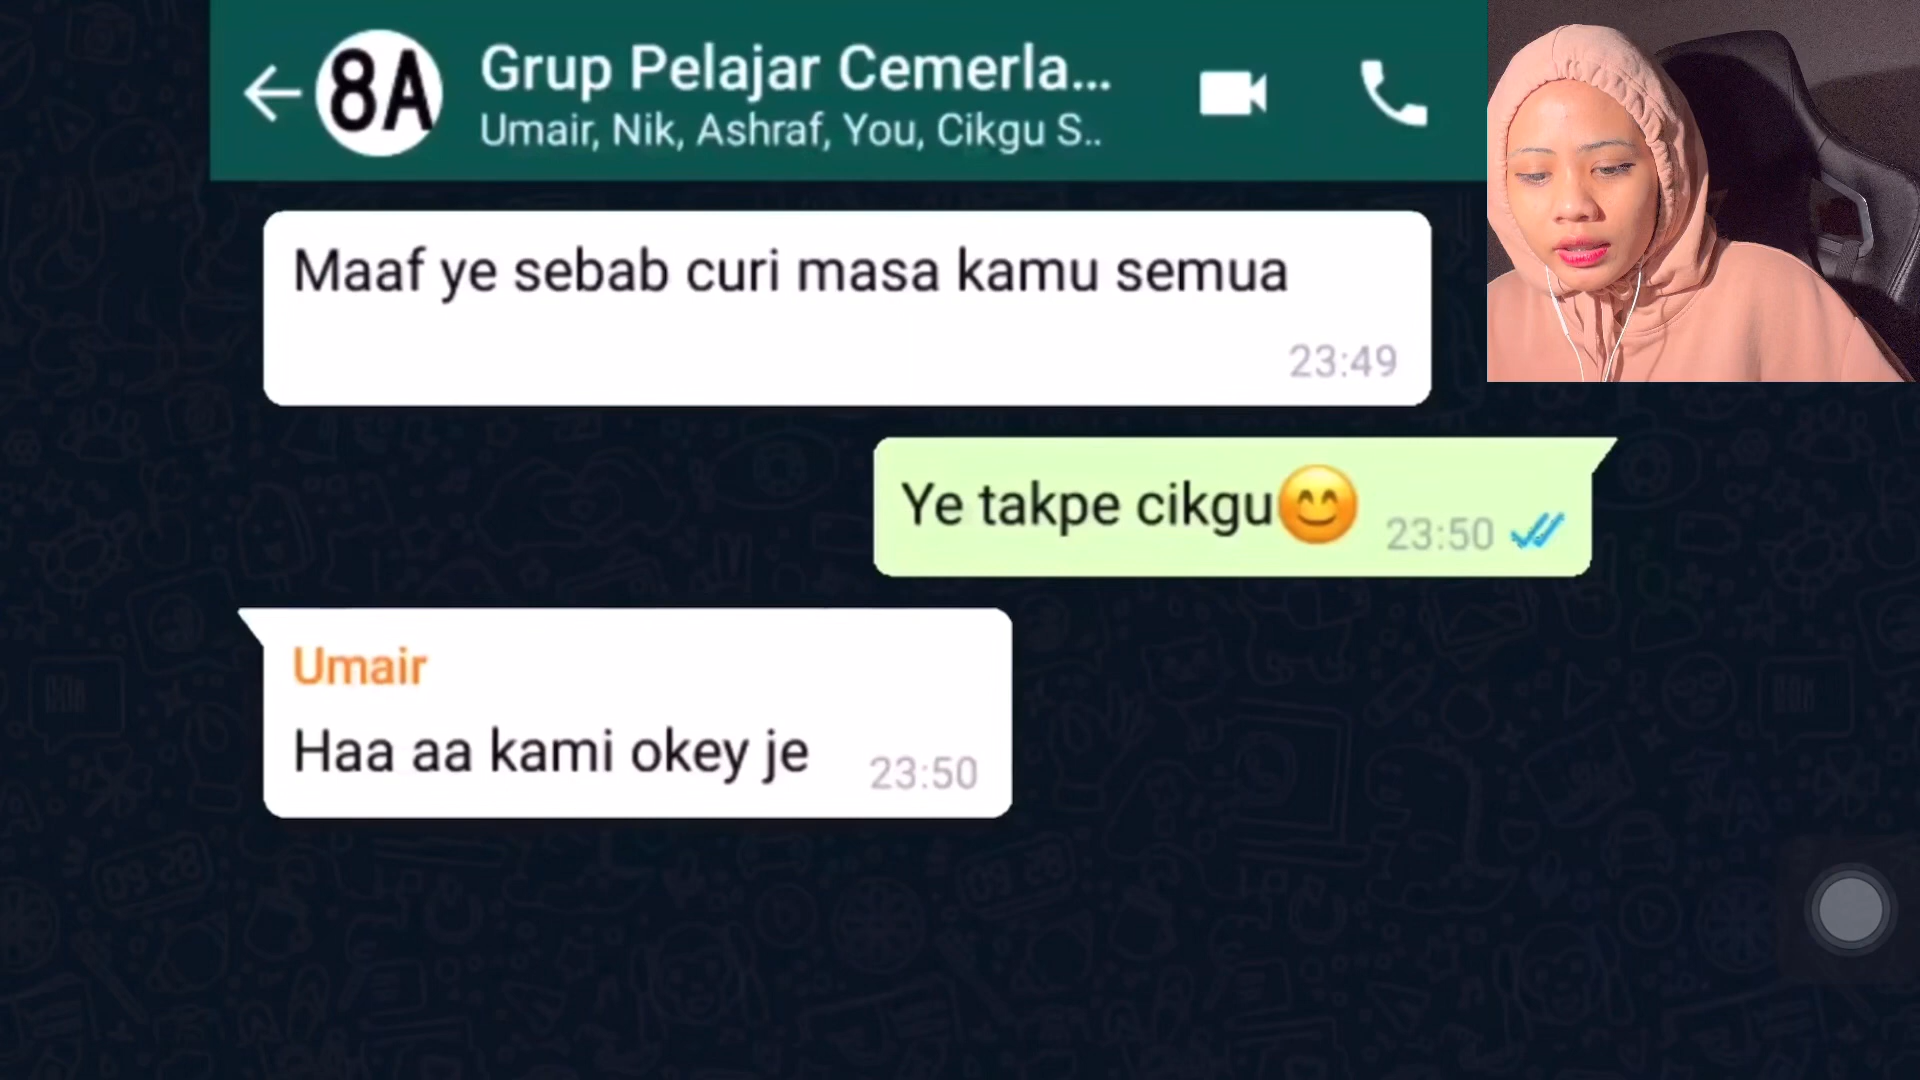 8A
Grup Pelajar Cemerla...
Umair, Nik, Ashraf, You, Cikgu S..
Maaf ye sebab curi masa kamu semua
23:49
Ye takpe cikgu😊 23:50
Umair
Haa aa kami okey je 23:50